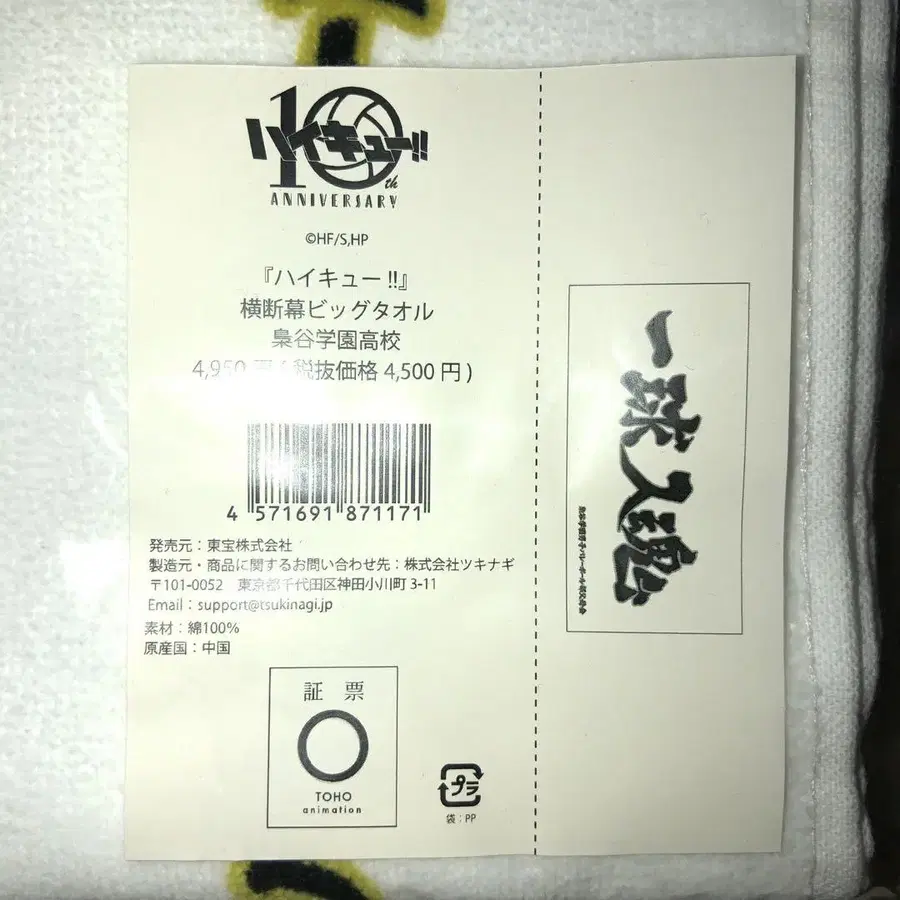 ハイキュー!!
10th
ANNIVERSARY
©HF/S,HP
『ハイキュー!!』
横断幕ビッグタオル
梟谷学園高校
4,950円(税抜価格 4,500円)
4 571691 871171
発売元:東宝株式会社
製造元・商品に関するお問い合わせ先:株式会社ツキナギ
〒101-0052 東京都千代田区神田小川町3-11
Email:support@tsukinagi.jp
素材:綿100%
原産国:中国
証 票
TOHO
animation
プラ
袋:PP
一球入魂